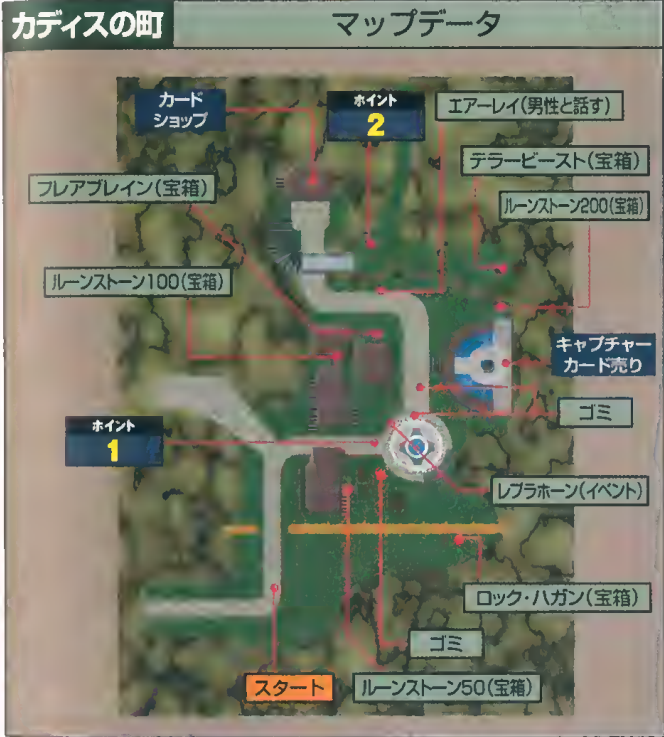 カディスの町
マップデータ
カード
ショップ
ポイント
2
エアーレイ(男性と話す)
テラービースト(宝箱)
フレアブレイン(宝箱)
ルーンストーン200(宝箱)
ルーンストーン100(宝箱)
キャプチャー
カード売り
ゴミ
ポイント
1
レプラホーン(イベント)
ロック・ハガン(宝箱)
ゴミ
スタート
ルーンストーン50(宝箱)